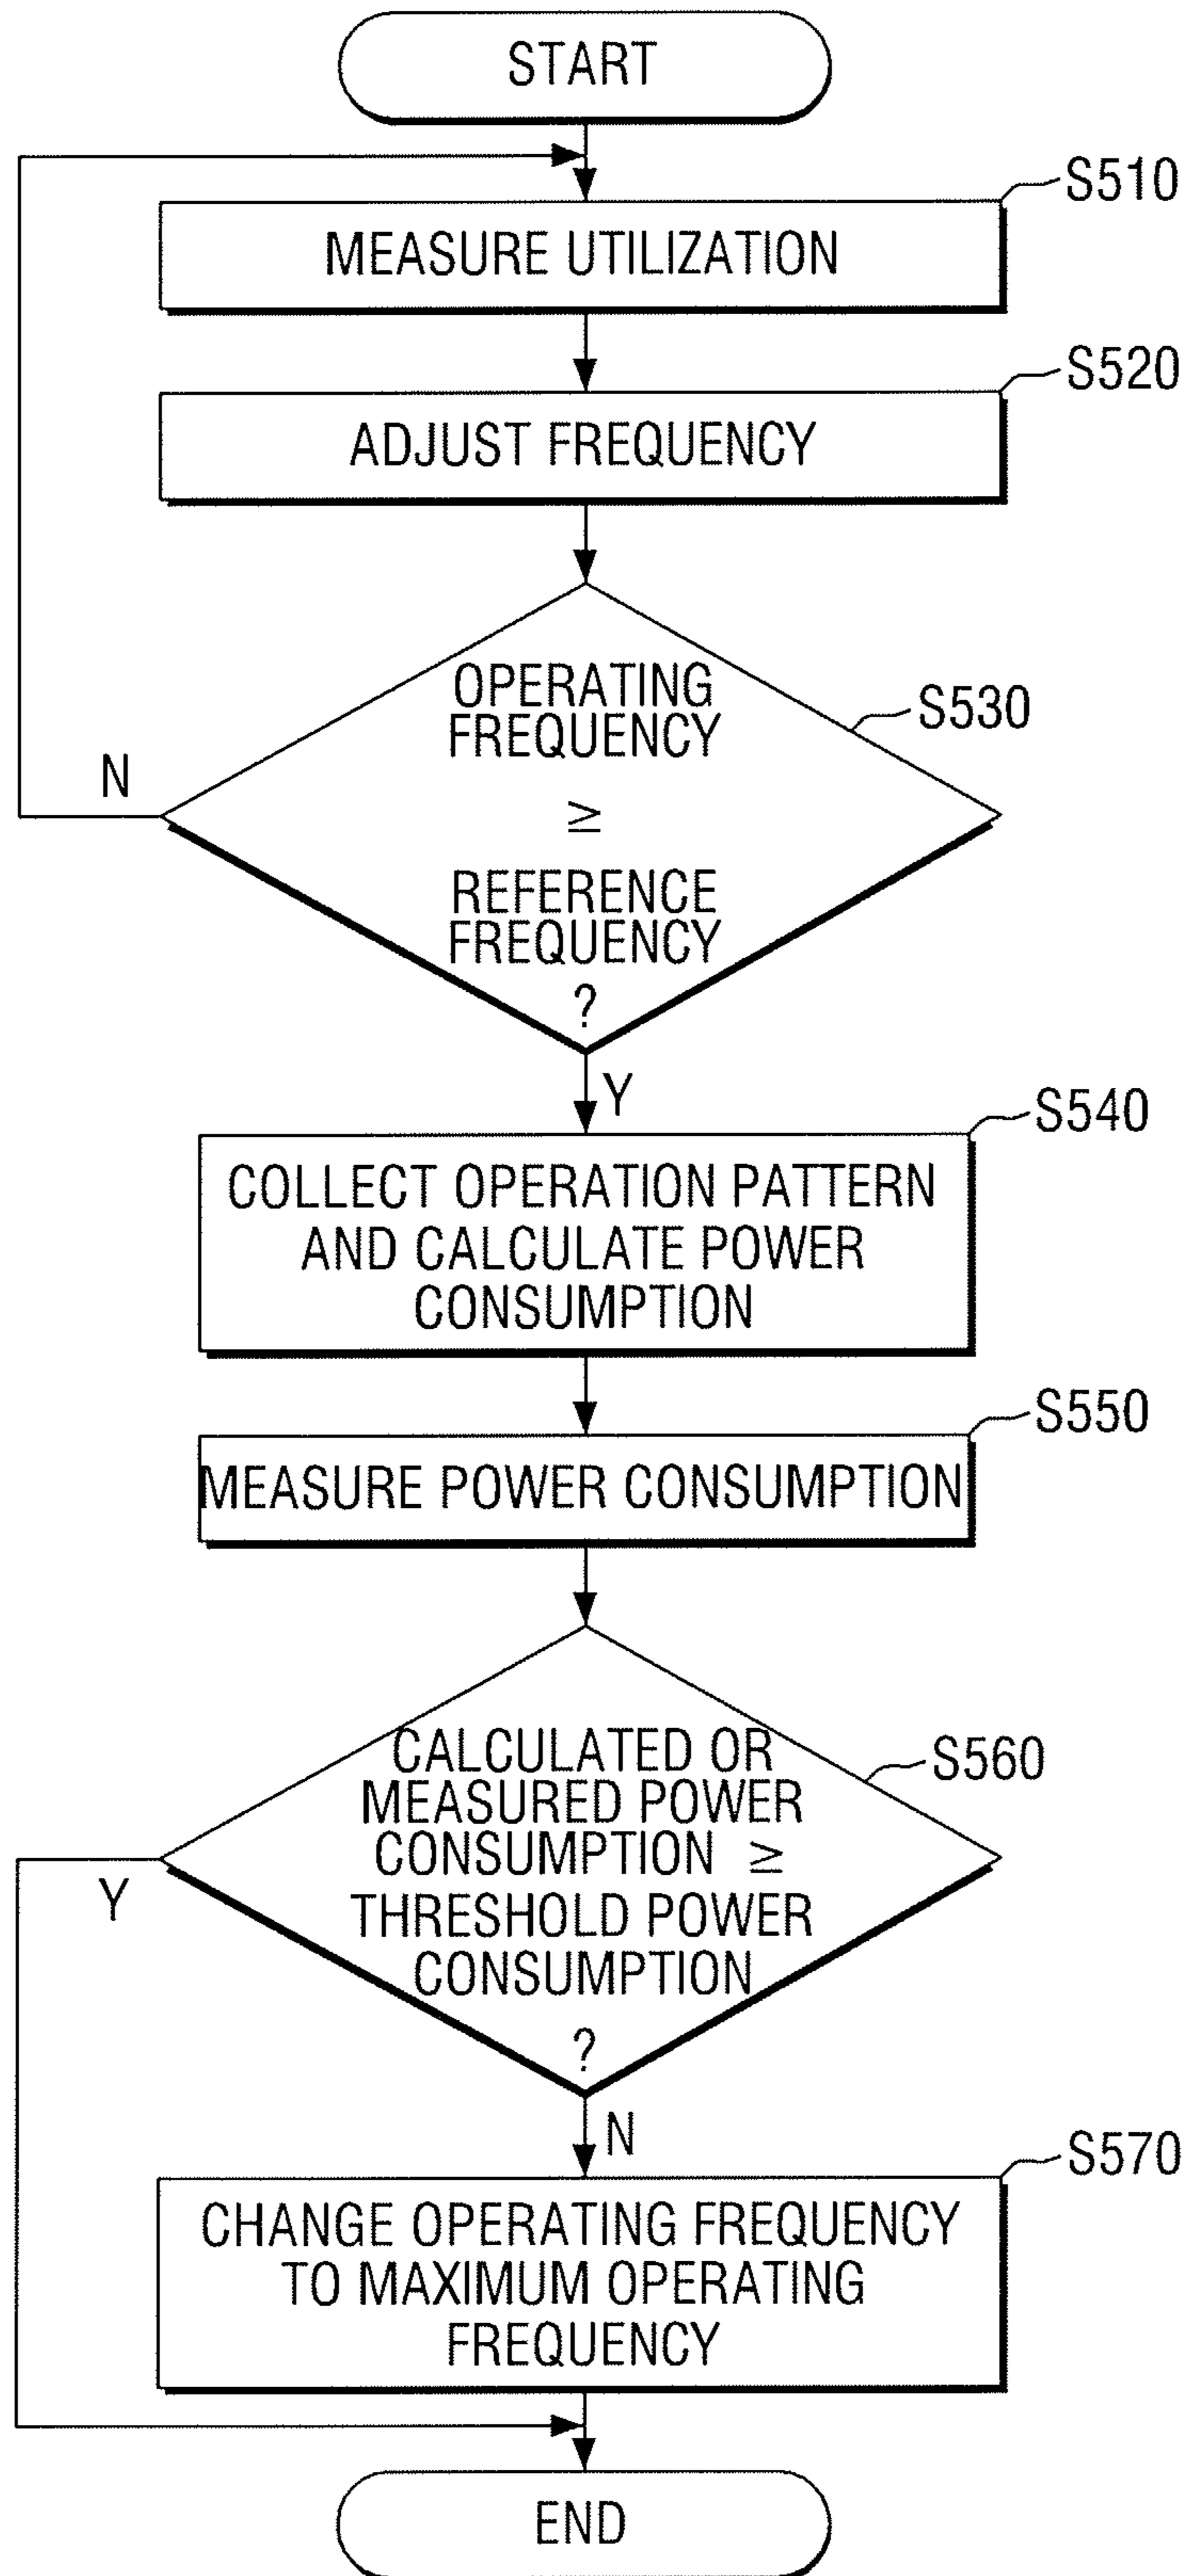 START
S510
MEASURE UTILIZATION
S520
ADJUST FREQUENCY
OPERATING
FREQUENCY
S530
N
≥
REFERENCE
FREQUENCY
?
Y
S540
COLLECT OPERATION PATTERN
AND CALCULATE POWER
CONSUMPTION
S550
MEASURE POWER CONSUMPTION
CALCULATED OR
S560
MEASURED POWER
CONSUMPTION ≥
Y
THRESHOLD POWER
CONSUMPTION
?
N
S570
CHANGE OPERATING FREQUENCY
TO MAXIMUM OPERATING
FREQUENCY
END